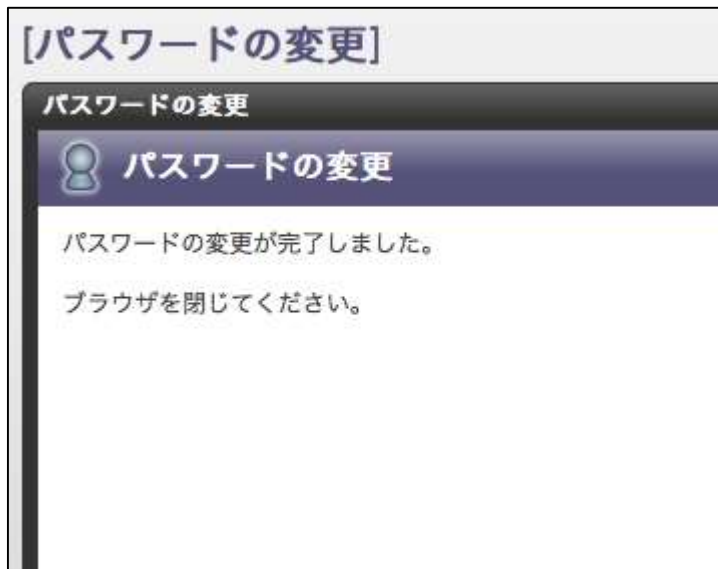 [パスワードの変更]
パスワードの変更
パスワードの変更
パスワードの変更が完了しました。
ブラウザを閉じてください。